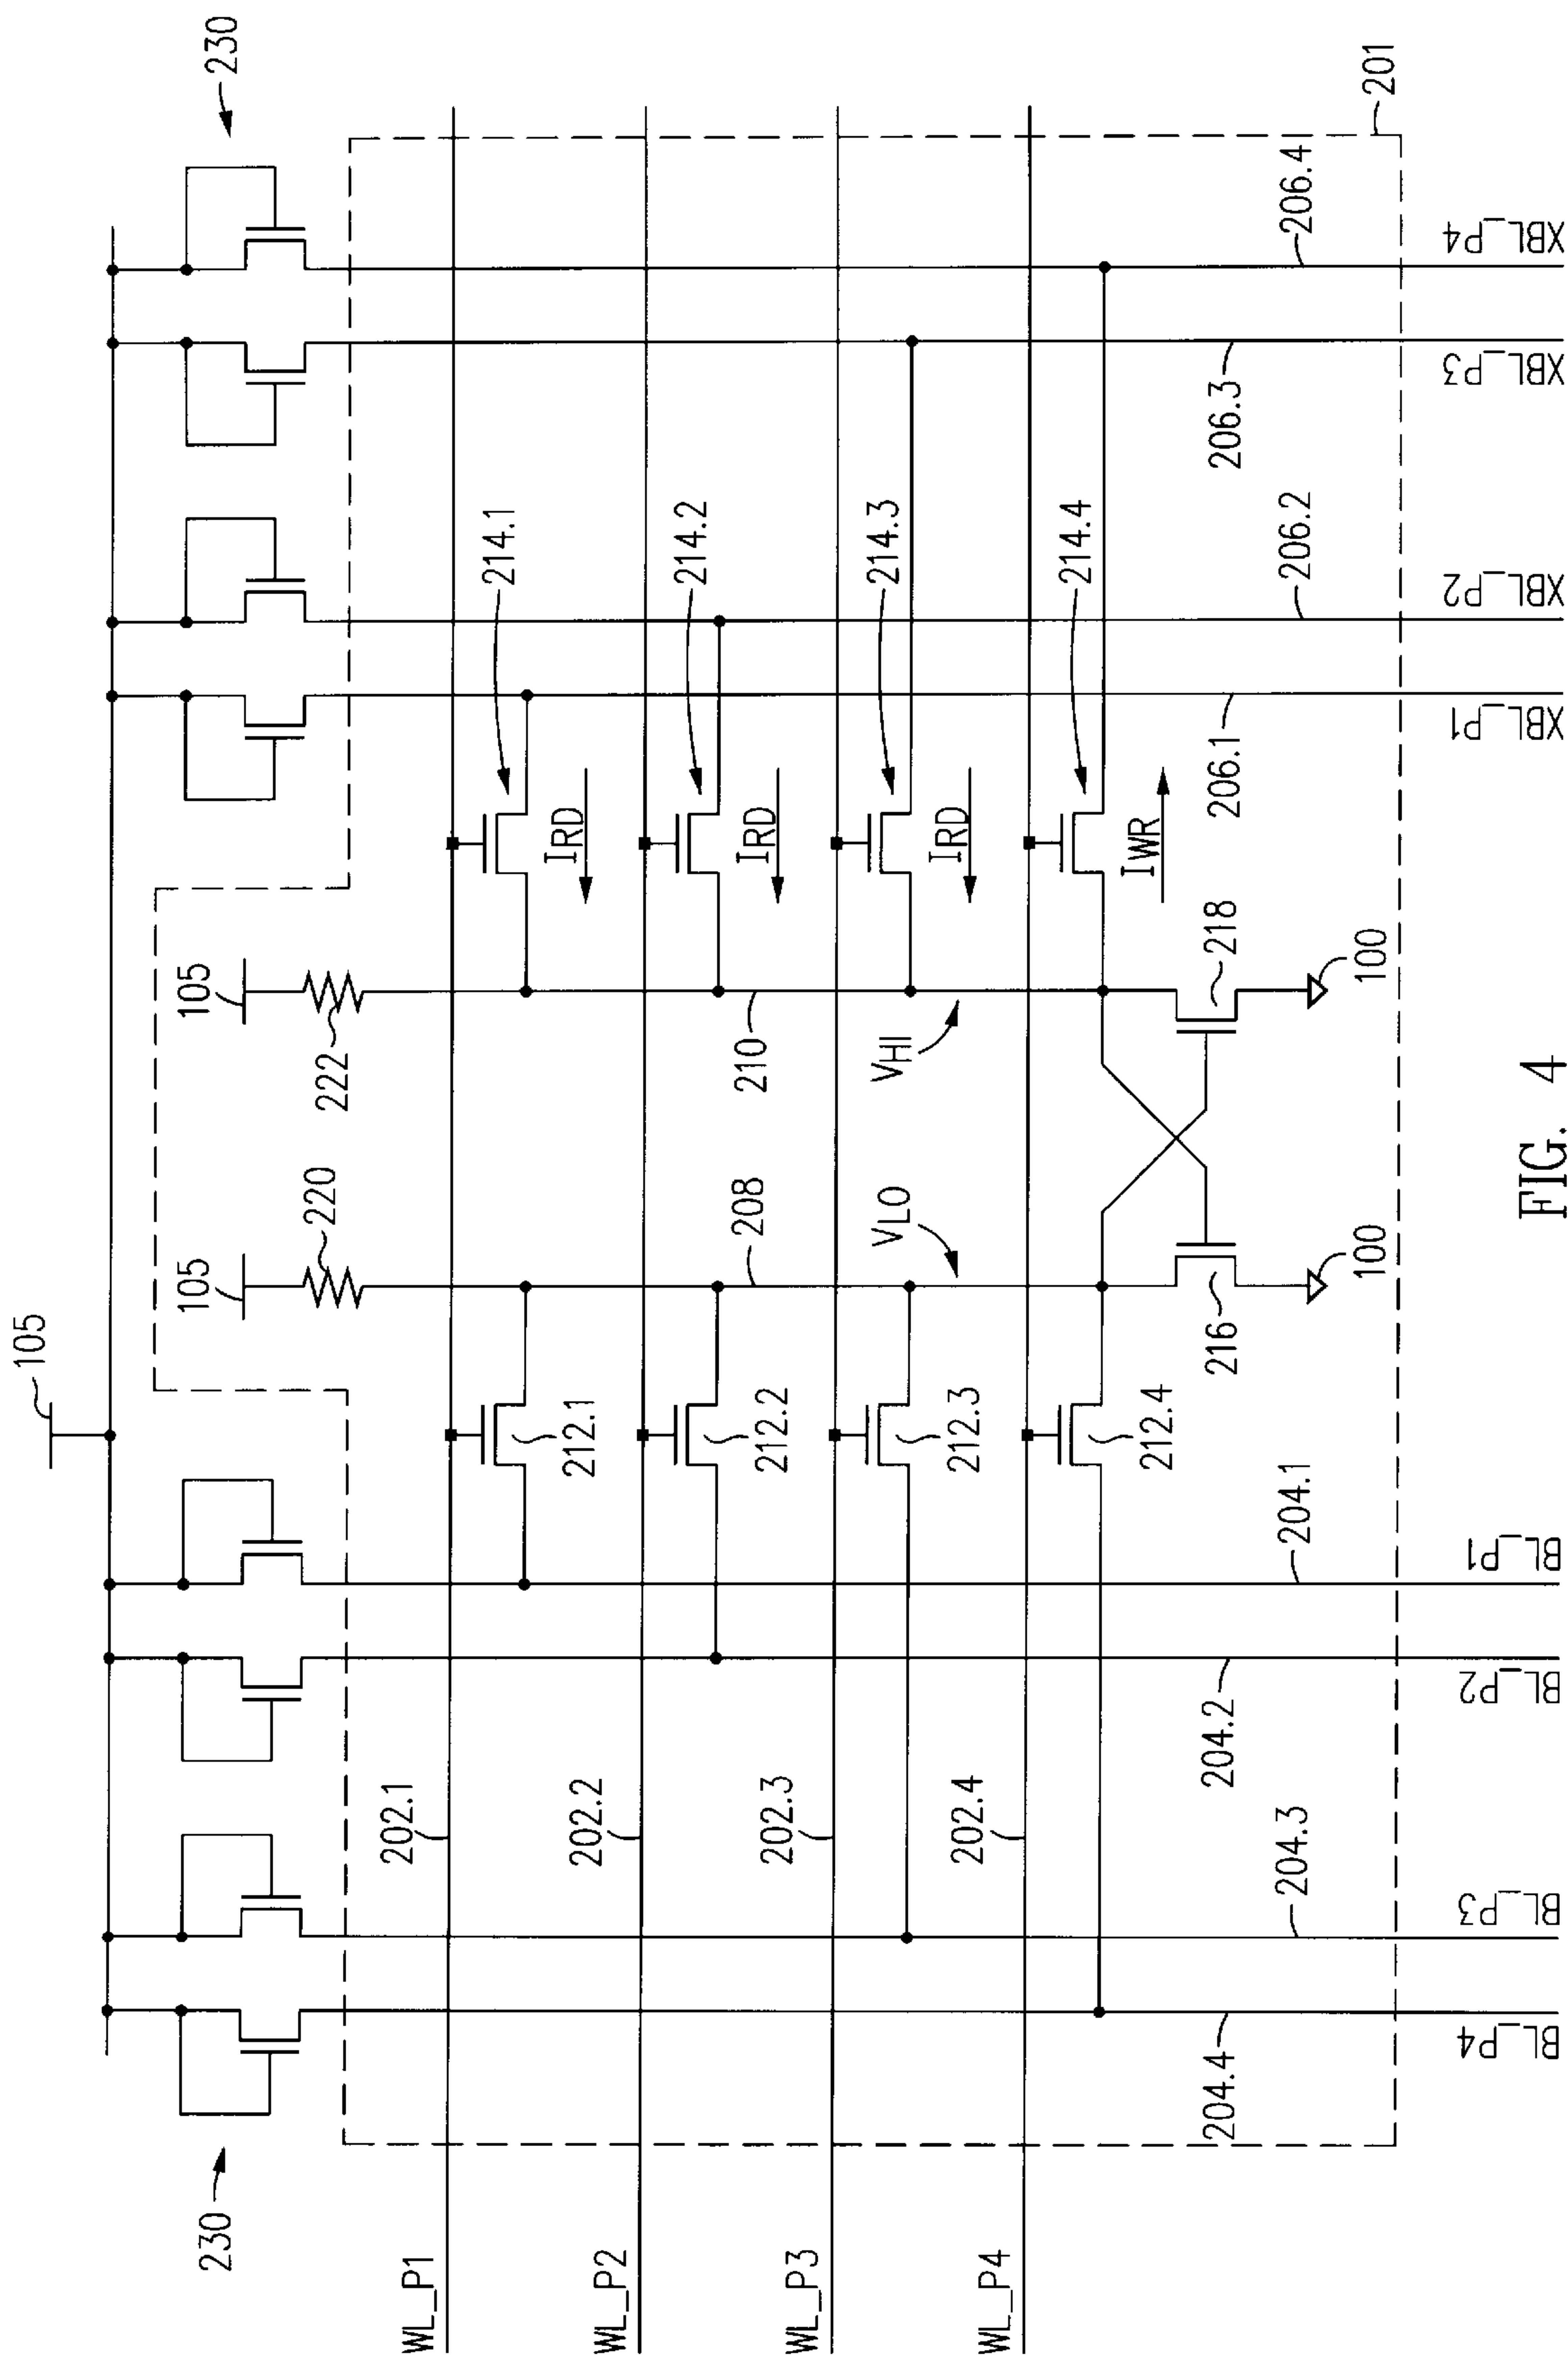 105
230
230
105
105
220
222
WL_P1
202.1
212.1
214.1
IRD
WL_P2
202.2
212.2
208
210
214.2
IRD
WL_P3
202.3
212.3
VLO
VHI
214.3
IRD
WL_P4
202.4
212.4
214.4
IWR
216
218
100
100
204.4
204.3
204.2
204.1
206.1
206.2
206.3
206.4
201
BL_P4
BL_P3
BL_P2
BL_P1
XBL_P1
XBL_P2
XBL_P3
XBL_P4
FIG. 4